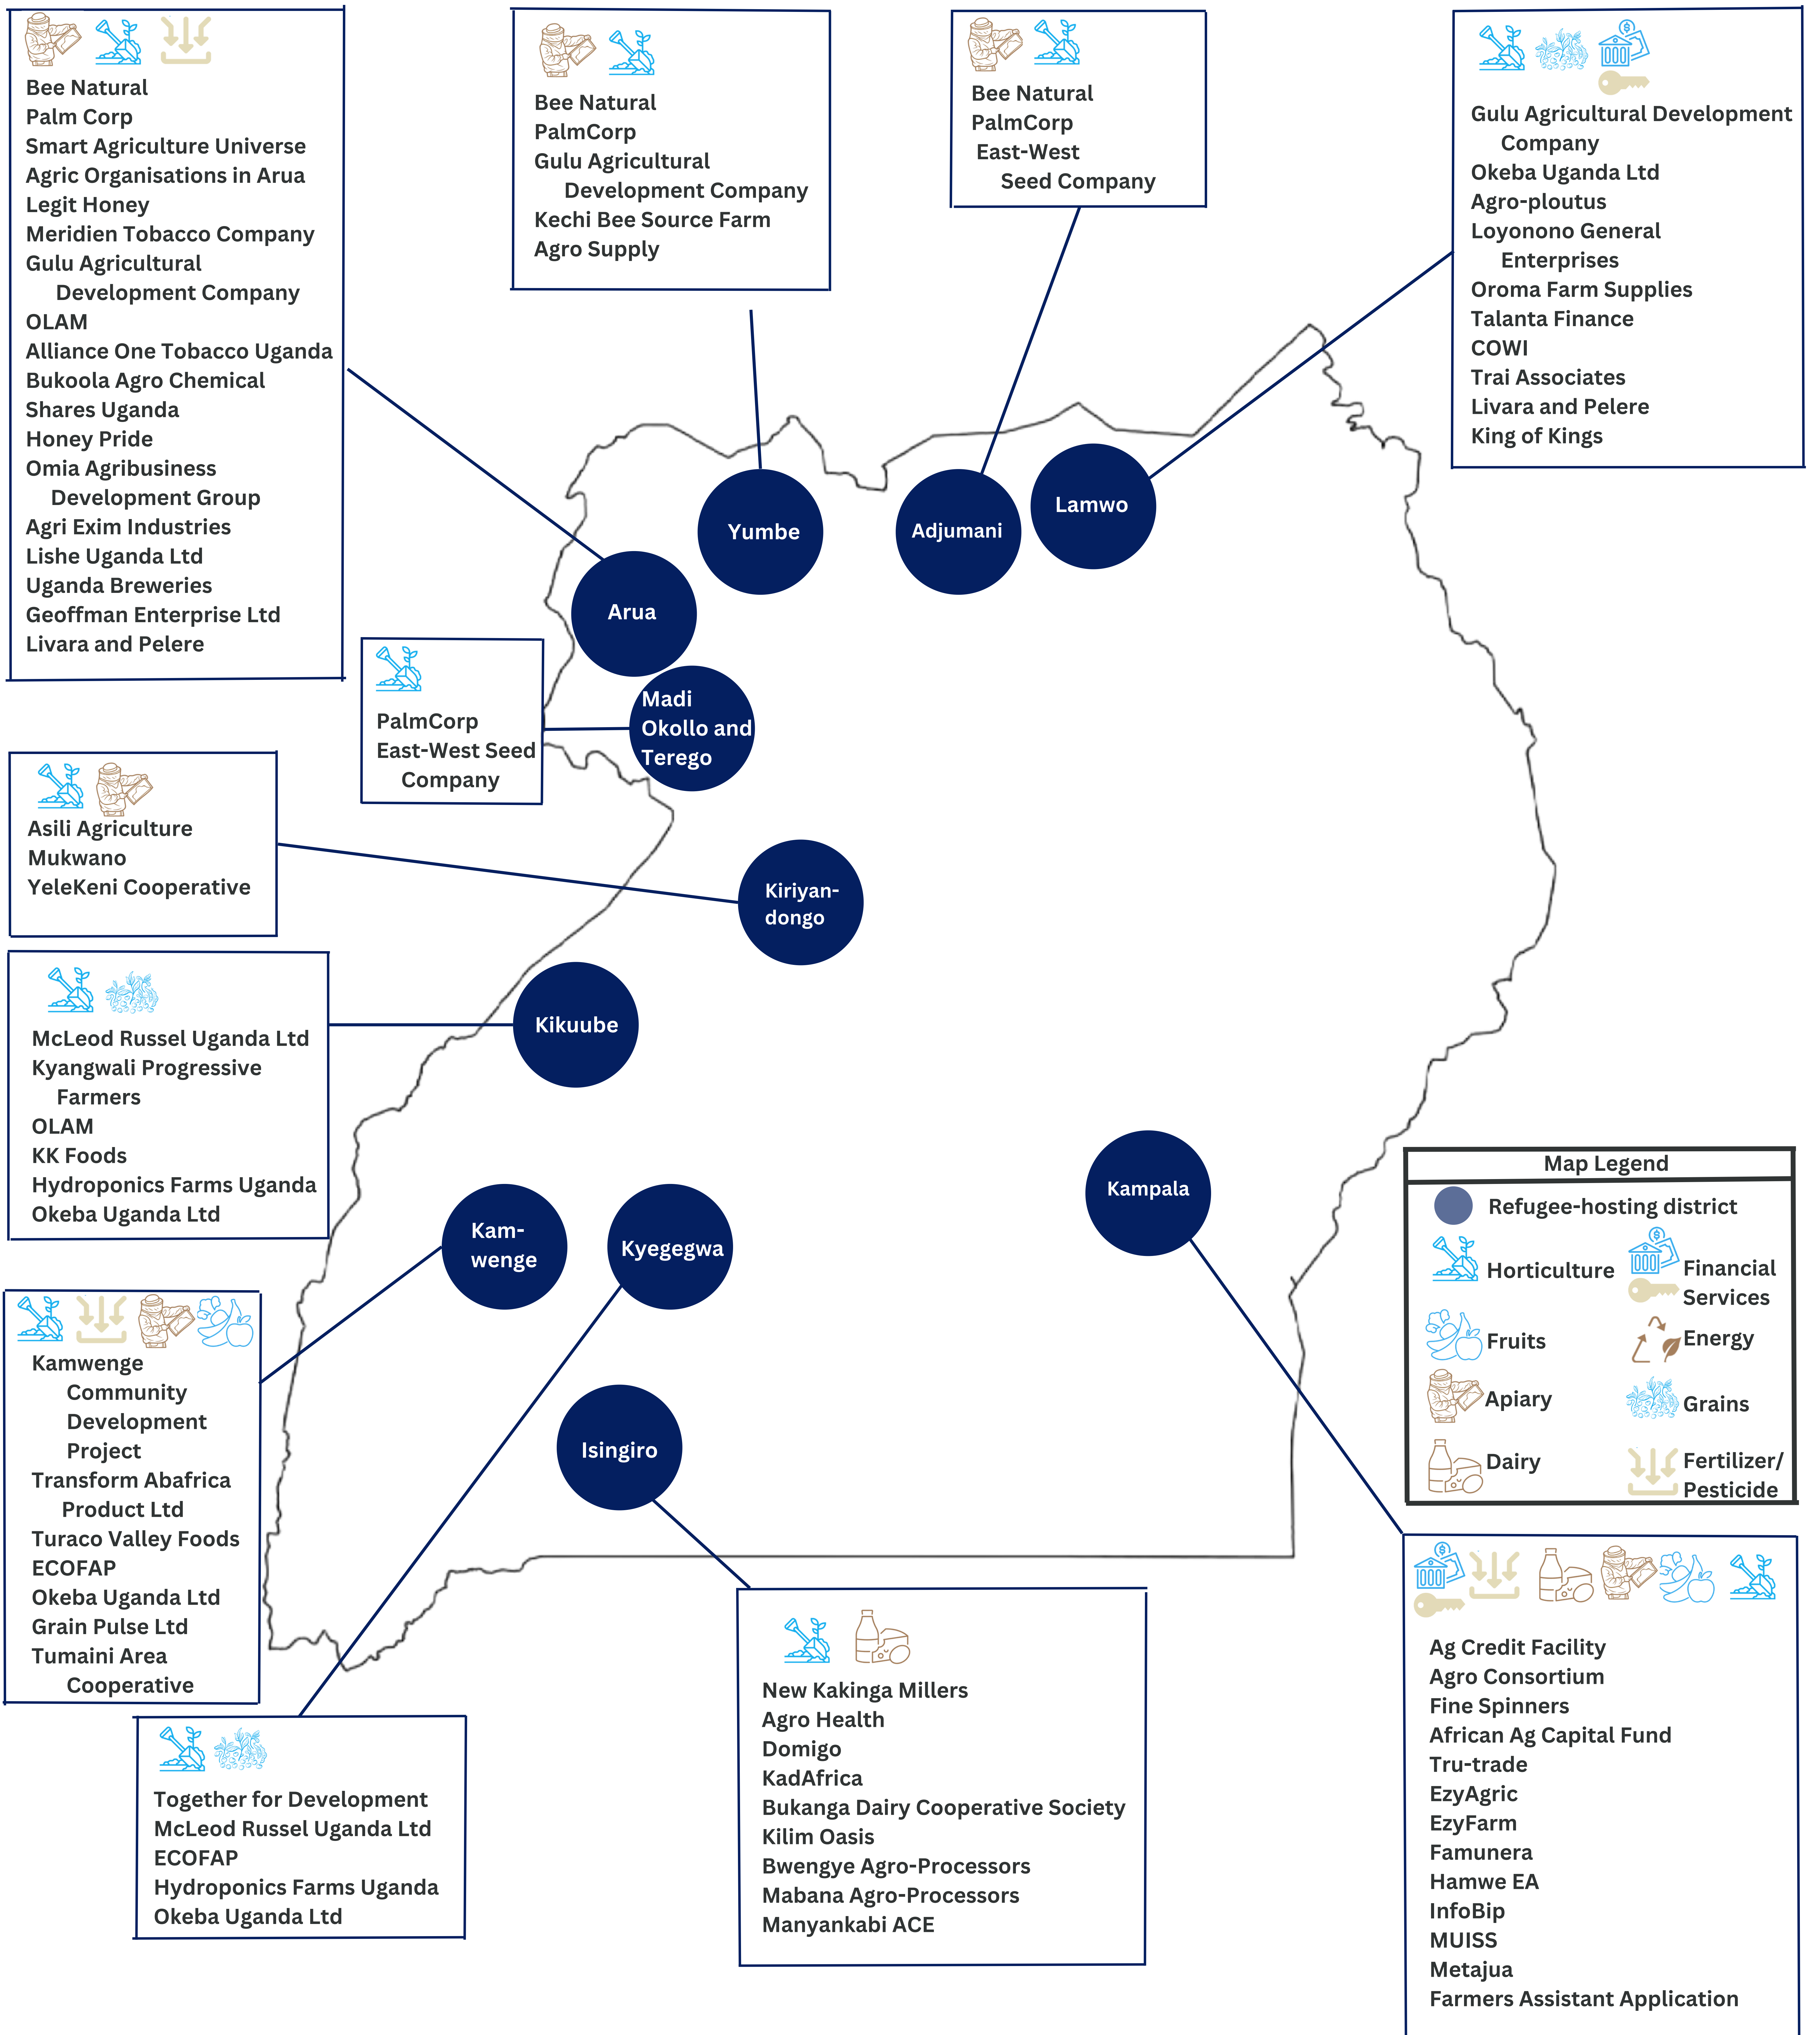 Bee Natural
Palm Corp
Smart Agriculture Universe
Agric Organisations in Arua
Legit Honey
Meridien Tobacco Company
Gulu Agricultural
Development Company
OLAM
Alliance One Tobacco Uganda
Bukoola Agro Chemical
Shares Uganda
Honey Pride
Omia Agribusiness
Development Group
Agri Exim Industries
Lishe Uganda Ltd
Uganda Breweries
Geoffman Enterprise Ltd
Livara and Pelere
Bee Natural
PalmCorp
Gulu Agricultural
Development Company
Kechi Bee Source Farm
Agro Supply
Bee Natural
PalmCorp
East-West
Seed Company
Gulu Agricultural Development
Company
Okeba Uganda Ltd
Agro-ploutus
Loyonono General
Enterprises
Oroma Farm Supplies
Talanta Finance
COWI
Trai Associates
Livara and Pelere
King of Kings
Yumbe
Adjumani
Lamwo
Arua
Madi
Okollo and
Terego
PalmCorp
East-West Seed
Company
Asili Agriculture
Mukwano
YeleKeni Cooperative
Kiriyan-
dongo
McLeod Russel Uganda Ltd
Kyangwali Progressive
Farmers
OLAM
KK Foods
Hydroponics Farms Uganda
Okeba Uganda Ltd
Kikuube
Kam-
wenge
Kyegegwa
Kampala
Isingiro
Map Legend
Refugee-hosting district
Horticulture
Financial
Services
Fruits
Energy
Apiary
Grains
Dairy
Fertilizer/
Pesticide
Kamwenge
Community
Development
Project
Transform Abafrica
Product Ltd
Turaco Valley Foods
ECOFAP
Okeba Uganda Ltd
Grain Pulse Ltd
Tumaini Area
Cooperative
Together for Development
McLeod Russel Uganda Ltd
ECOFAP
Hydroponics Farms Uganda
Okeba Uganda Ltd
New Kakinga Millers
Agro Health
Domigo
KadAfrica
Bukanga Dairy Cooperative Society
Kilim Oasis
Bwengye Agro-Processors
Mabana Agro-Processors
Manyankabi ACE
Ag Credit Facility
Agro Consortium
Fine Spinners
African Ag Capital Fund
Tru-trade
EzyAgric
EzyFarm
Famunera
Hamwe EA
InfoBip
MUISS
Metajua
Farmers Assistant Application